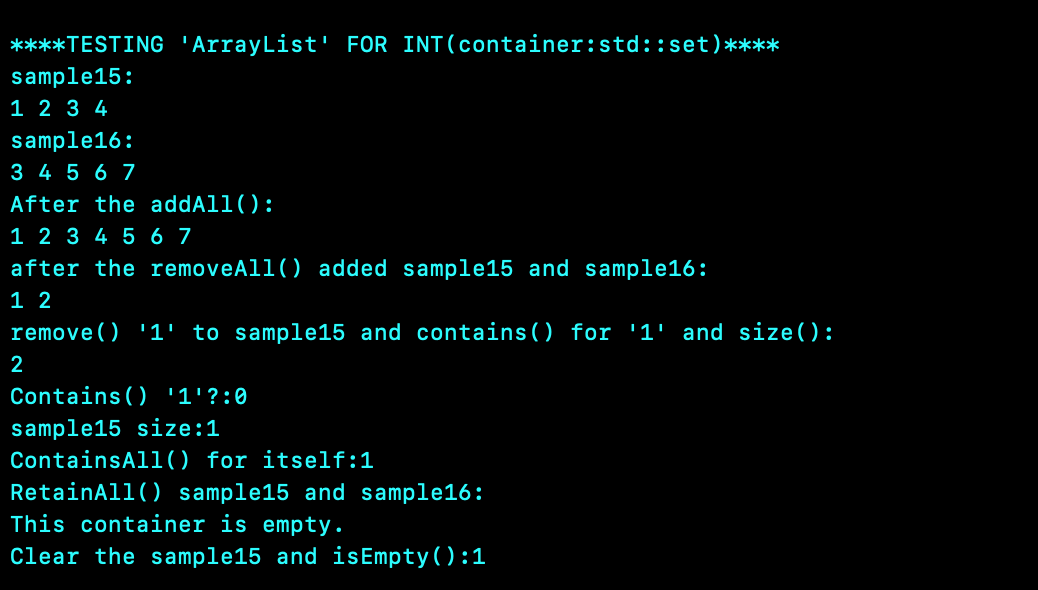 ****TESTING 'ArrayList' FOR INT(container:std::set)****
sample15:
1 2 3 4
sample16:
3 4 5 6 7
After the addAll():
1 2 3 4 5 6 7
after the removeAll() added sample15 and sample16:
1 2
remove() '1' to sample15 and contains() for '1' and size():
2
Contains() '1'?:0
sample15 size:1
ContainsAll() for itself:1
RetainAll() sample15 and sample16:
This container is empty.
Clear the sample15 and isEmpty():1